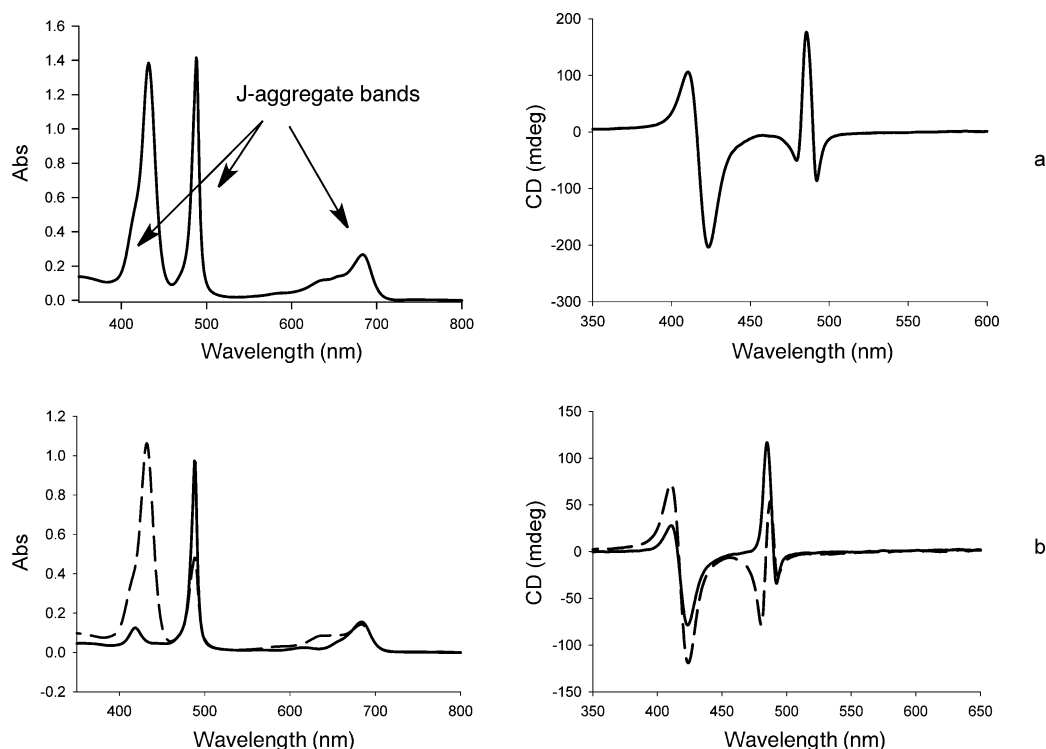 1.6
1.4
1.2
1.0
0.8
0.6
0.4
0.2
0.0
Abs
J-aggregate bands
400 500 600 700 800
Wavelength (nm)
200
100
0
-100
-200
-300
CD (mdeg)
350 400 450 500 550 600
Wavelength (nm)
a
1.2
1.0
0.8
0.6
0.4
0.2
0.0
-0.2
Abs
400 500 600 700 800
Wavelength (nm)
150
100
50
0
-50
-100
-150
CD (mdeg)
350 400 450 500 550 600 650
Wavelength (nm)
b